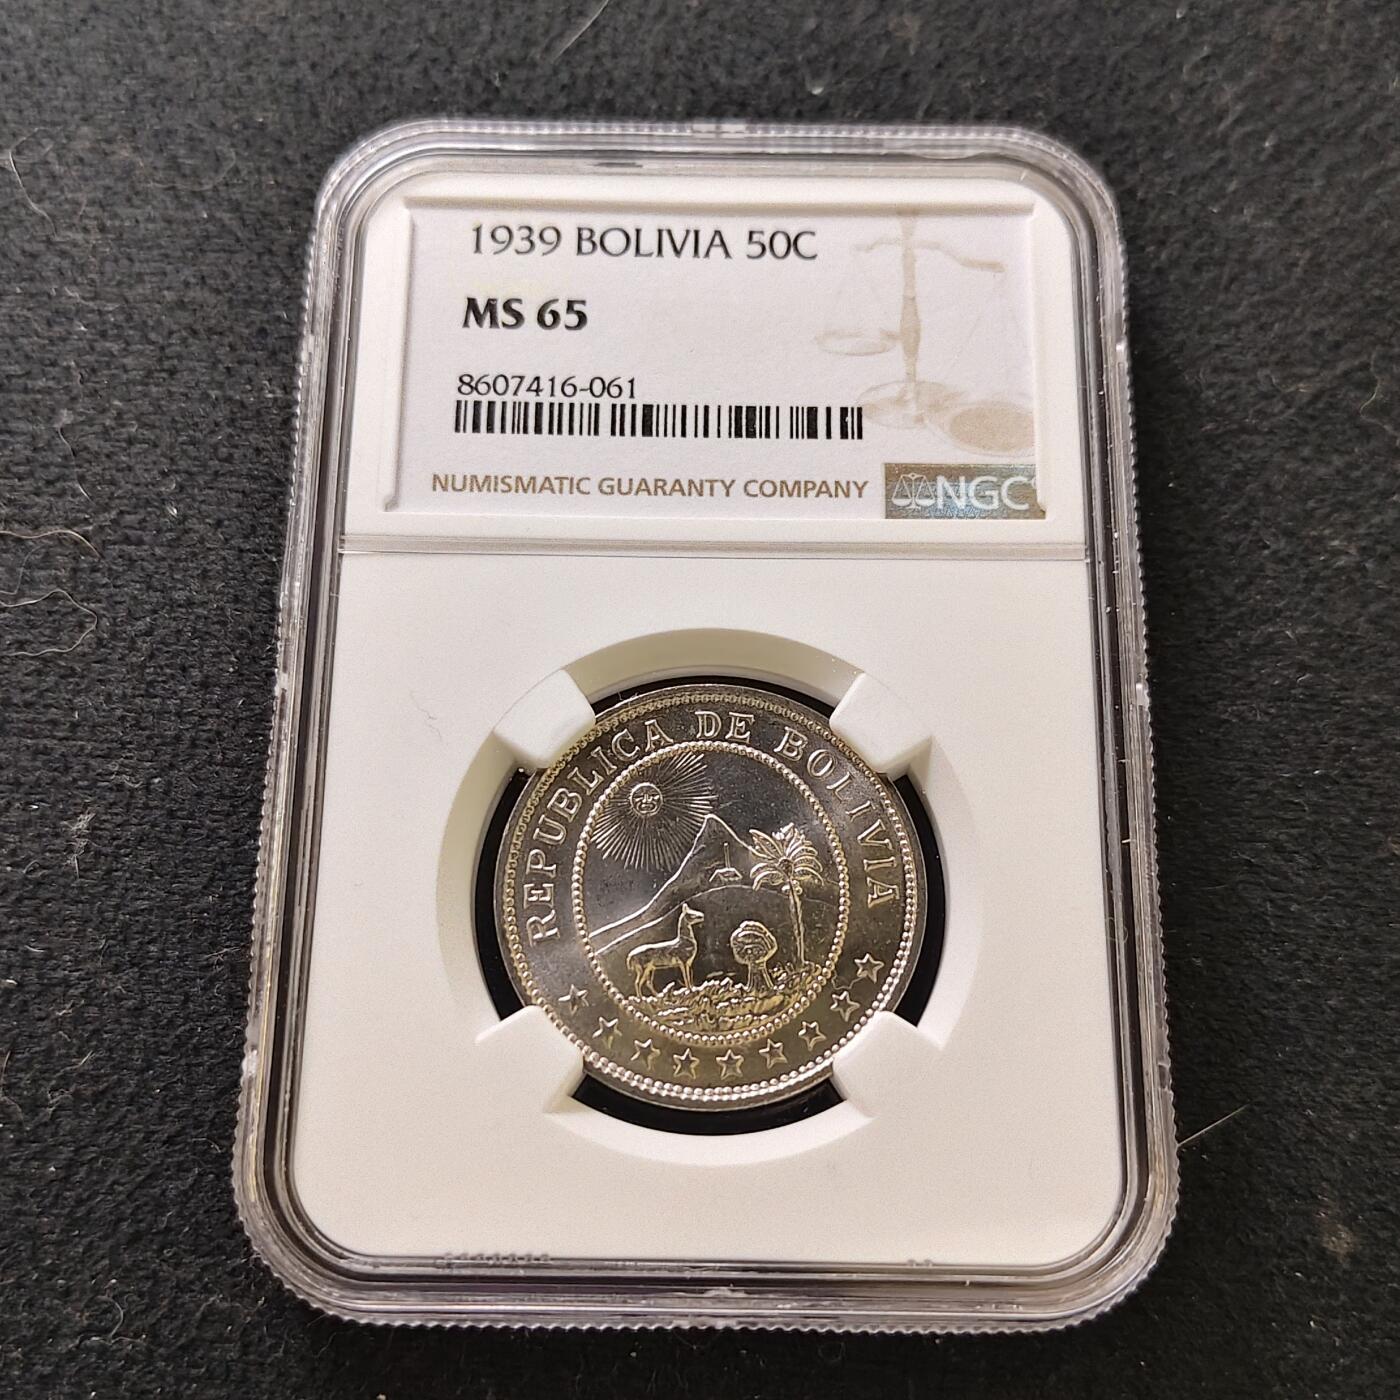 1939 BOLIVIA 50C
MS 65
8607416-061
NUMISMATIC GUARANTY COMPANY
NGC
REPUBLICA DE BOLIVIA